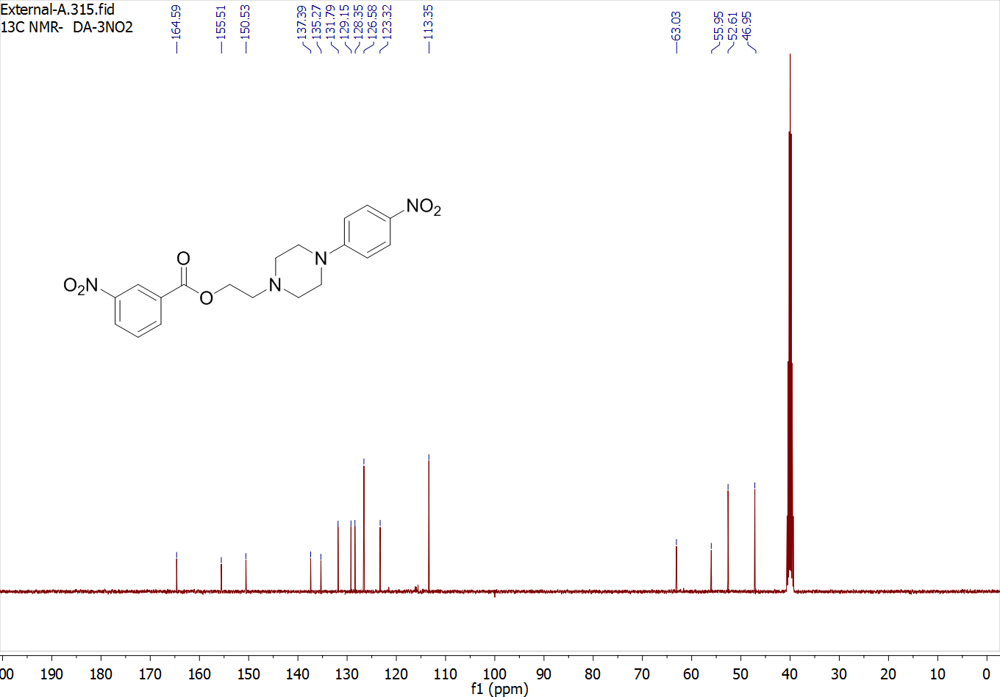 External-A.315.fid
13C NMR- DA-3NO2
164.59
155.51
150.53
137.39
135.27
131.79
129.15
128.35
126.58
123.32
113.35
63.03
55.95
52.61
46.95
NO2
O
N
O2N
N
O
00 190 180 170 160 150 140 130 120 110 100 90 80 70 60 50 40 30 20 10 0
f1 (ppm)